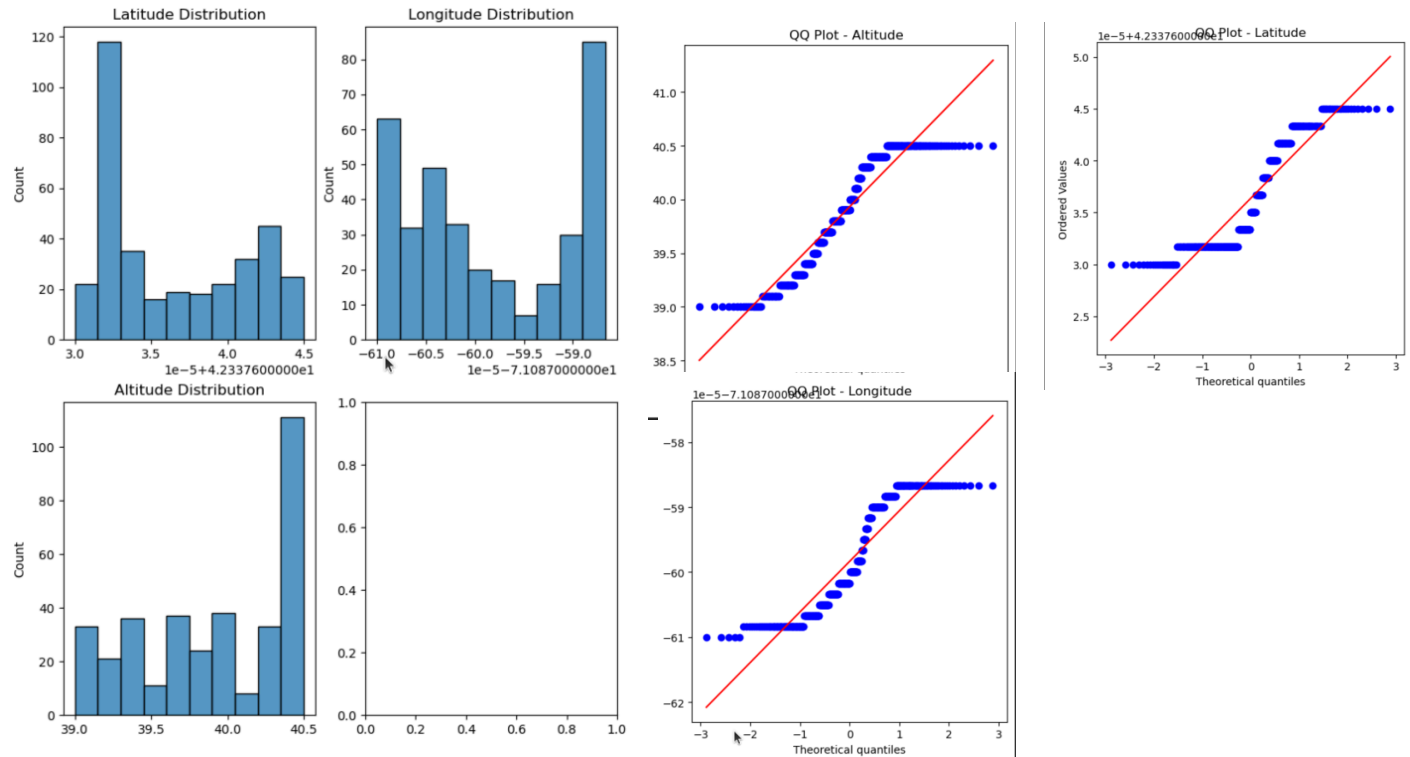 Latitude Distribution
120
100
80
60
40
20
0
Count
3.0 3.5 4.0 4.5
1e-5+4.2337600000e1
Longitude Distribution
80
70
60
50
40
30
20
10
0
Count
−61.0 −60.5 −60.0 −59.5 −59.0
1e-5-7.1087000000e1
QQ Plot - Altitude
41.0
40.5
40.0
39.5
39.0
38.5
Theoretical quantiles
1e-5+4.2337600000e1
QQ Plot - Latitude
5.0
4.5
4.0
3.5
3.0
2.5
Ordered Values
−3 −2 −1 0 1 2 3
Theoretical quantiles
Altitude Distribution
100
80
60
40
20
0
Count
39.0 39.5 40.0 40.5
1.0
0.8
0.6
0.4
0.2
0.0
0.0 0.2 0.4 0.6 0.8 1.0
1e-5-7.1087000000e1
QQ Plot - Longitude
−58
−59
−60
−61
−62
−3 −2 −1 0 1 2 3
Theoretical quantiles